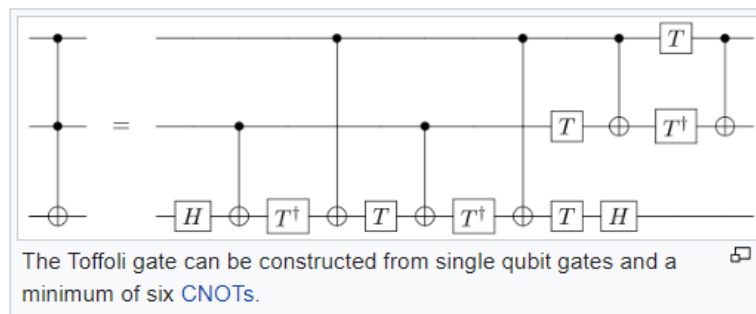 T
= T T†
H T† T T† T H
The Toffoli gate can be constructed from single qubit gates and a
minimum of six CNOTs.